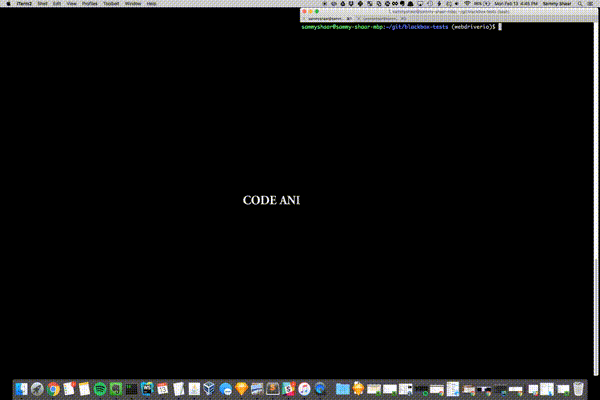 iTerm2 Shell Edit View Profiles Toolbelt Window Help
Mon Feb 13 4:45 PM Sammy Shaar
sammyshaar@sammy-shaar-mbp:~/git/blackbox-tests (webdriverio)$
CODE ANI